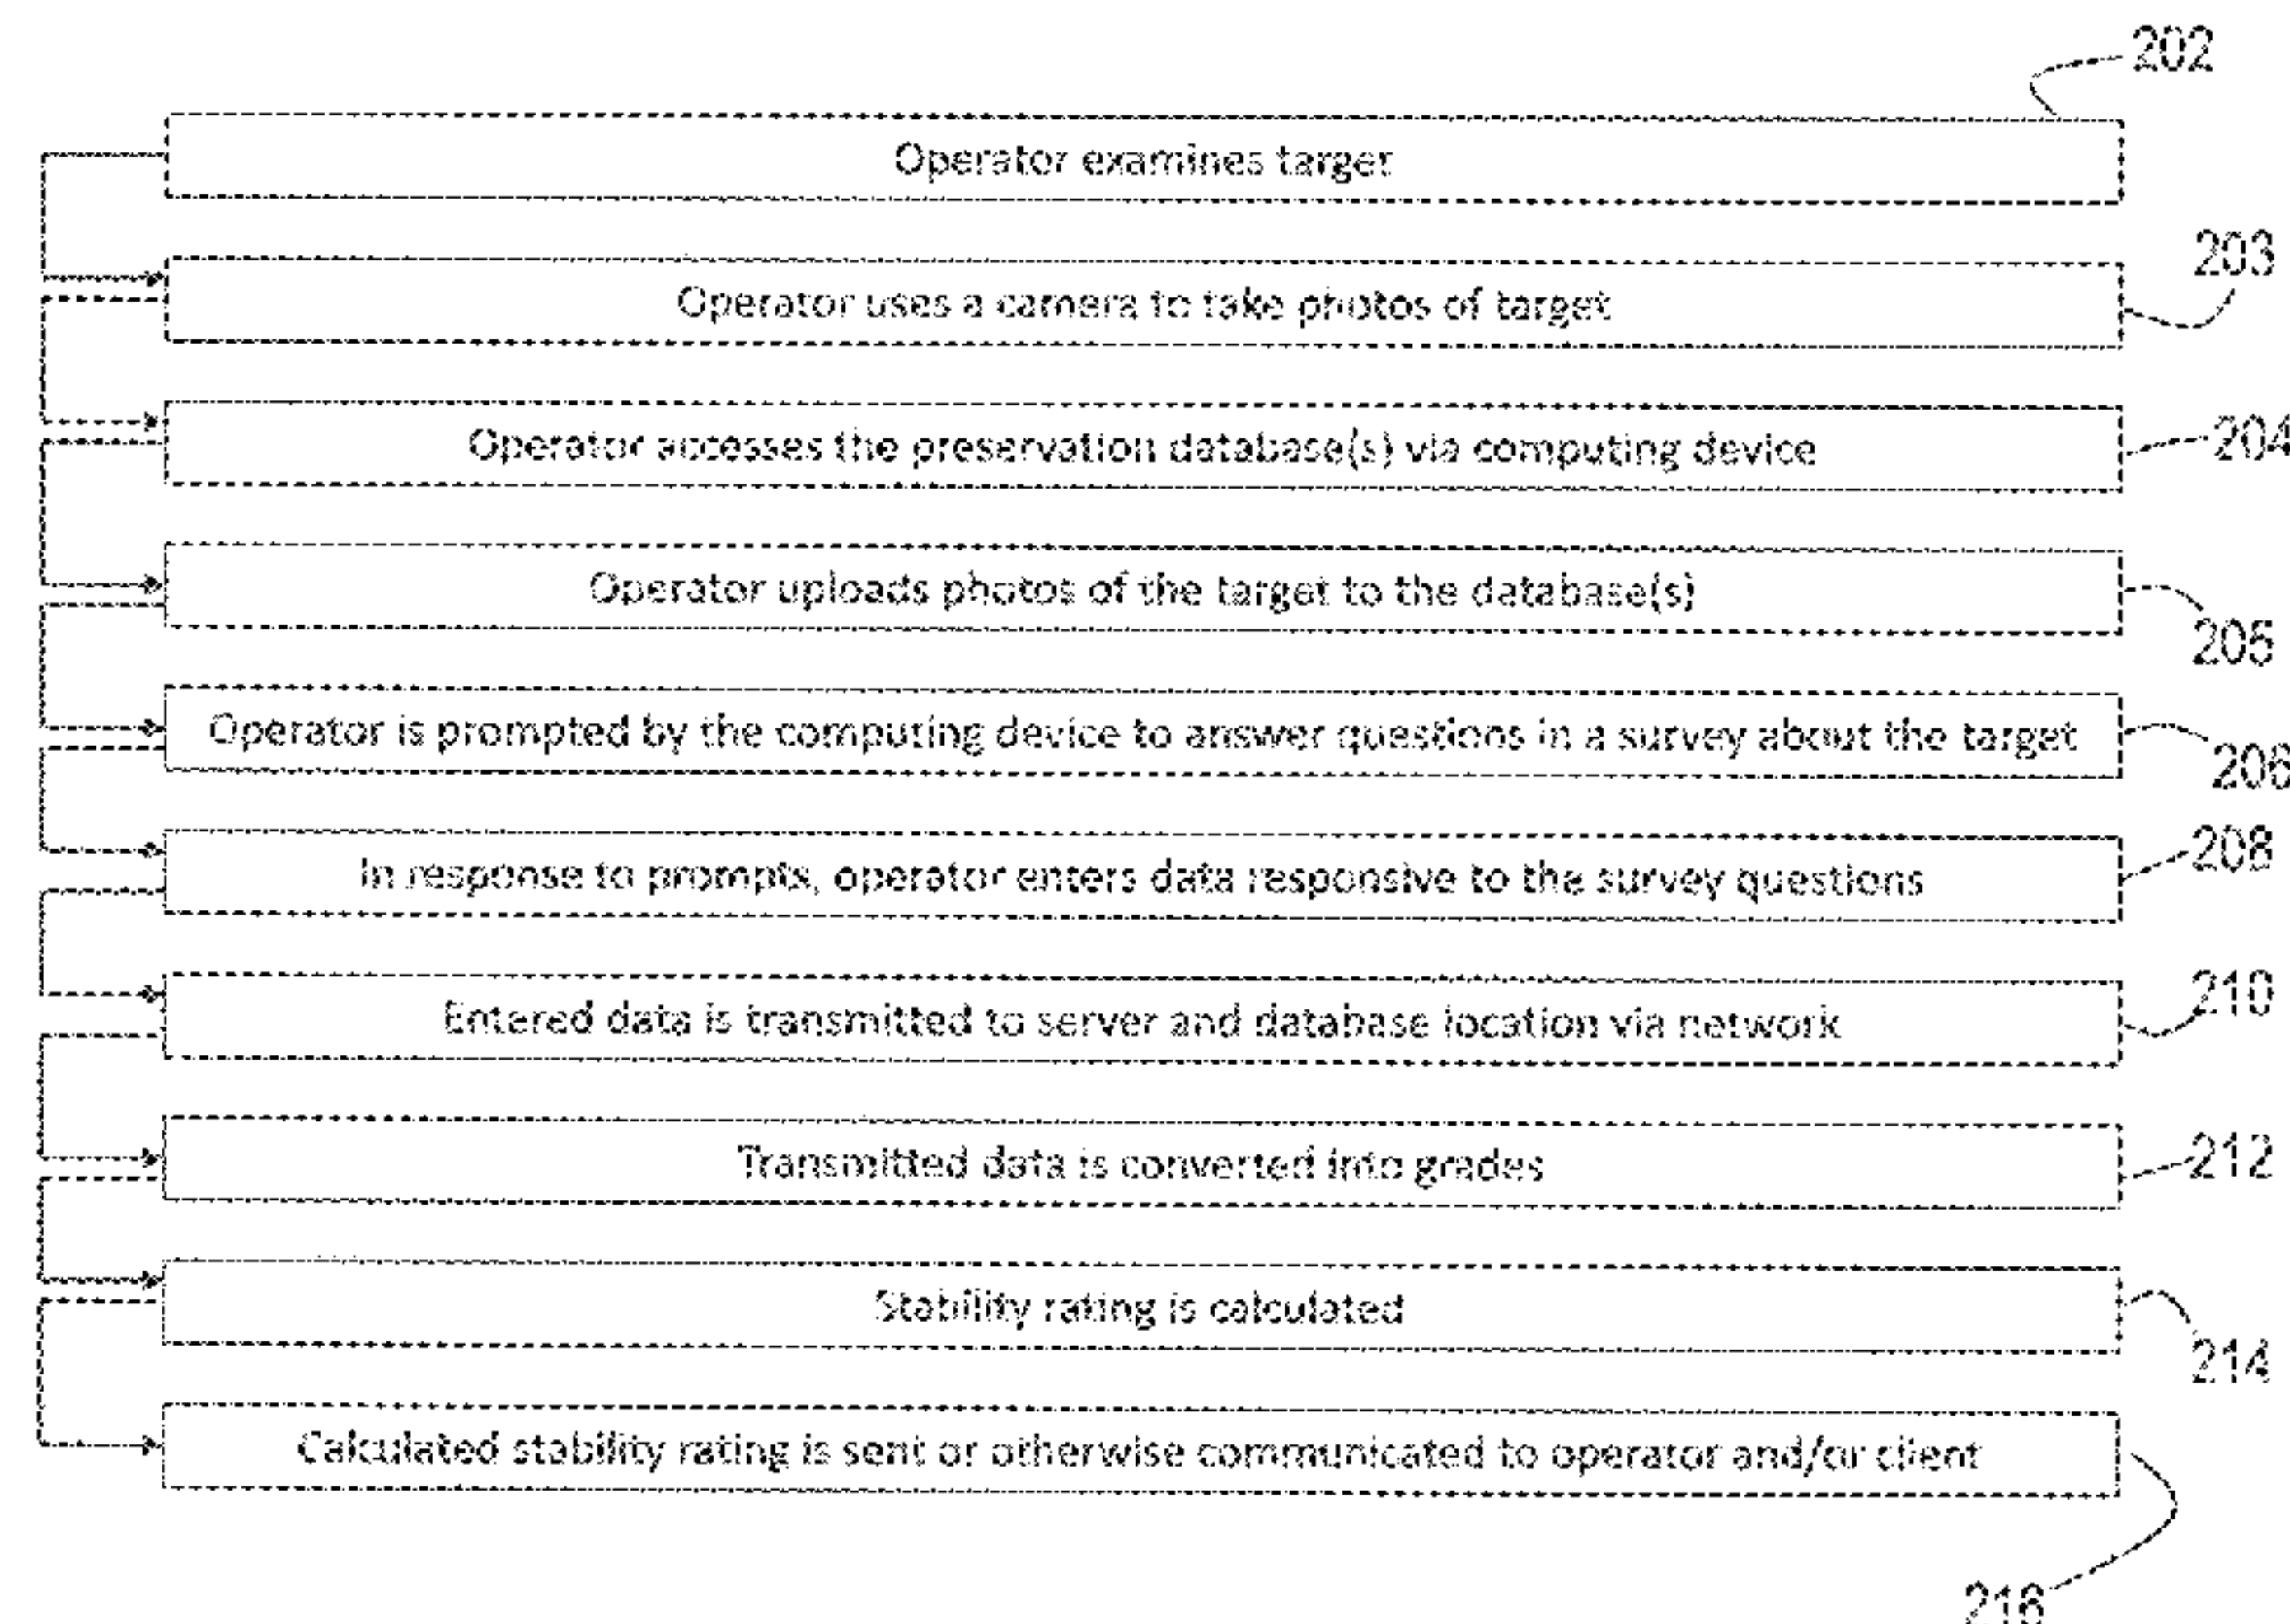 202
Operator examines target
203
Operator uses a camera to take photos of target
Operator accesses the preservation database(s) via computing device
204
Operator uploads photos of the target to the database(s)
205
Operator is prompted by the computing device to answer questions in a survey about the target
206
208
In response to prompts, operator enters data responsive to the survey questions
210
Entered data is transmitted to server and database location via network
Transmitted data is converted into grades
212
Stability rating is calculated
214
Calculated stability rating is sent or otherwise communicated to operator and/or client
216